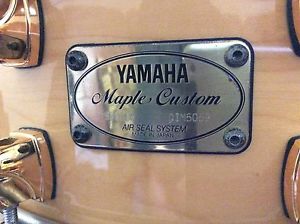 YAMAHA
Maple Custom
AIR SEAL SYSTEM
MADE IN JAPAN